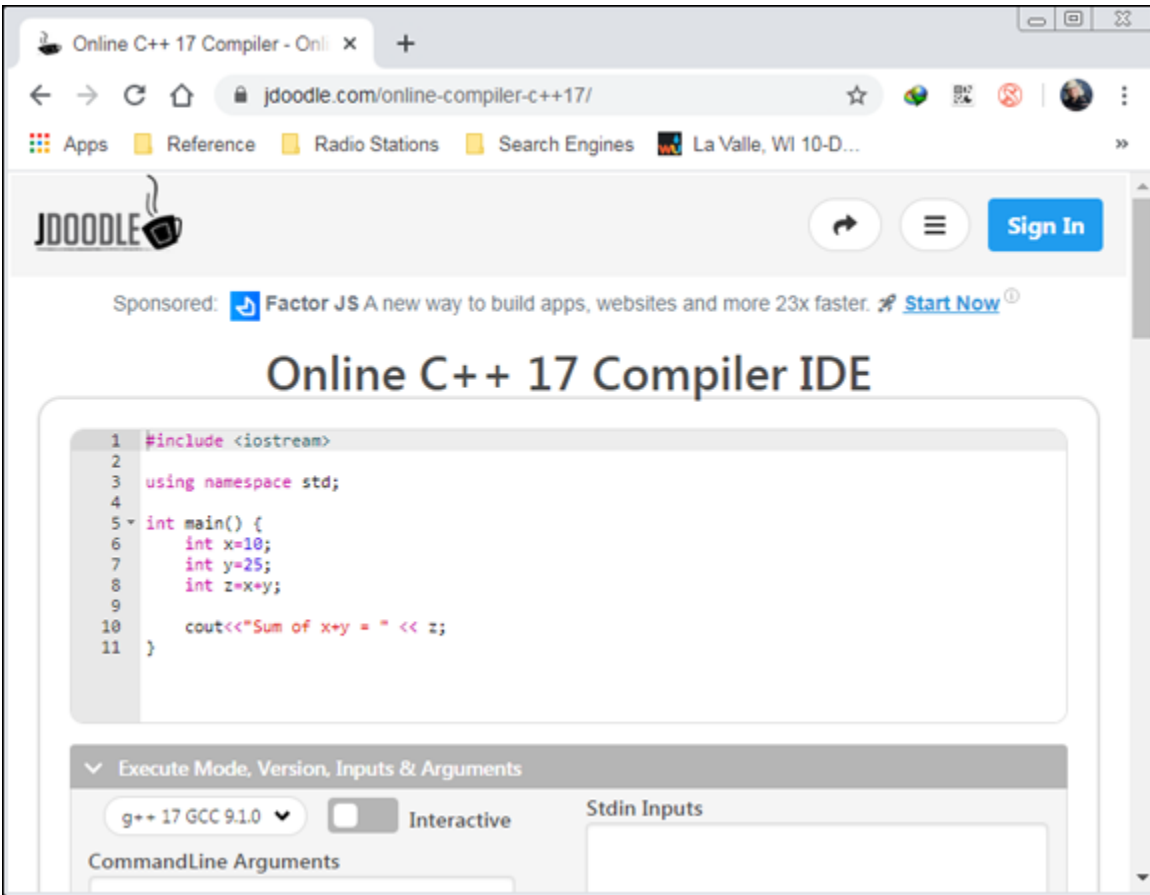 Online C++ 17 Compiler - Onli
jdoodle.com/online-compiler-c++17/
Apps Reference Radio Stations Search Engines La Valle, WI 10-D...
JDOODLE
Sign In
Sponsored: Factor JS A new way to build apps, websites and more 23x faster. Start Now
Online C++ 17 Compiler IDE
1 #include <iostream>
2
3 using namespace std;
4
5 int main() {
6 int x=10;
7 int y=25;
8 int z=x+y;
9
10 cout<<"Sum of x+y = " << z;
11 }
Execute Mode, Version, Inputs & Arguments
g++ 17 GCC 9.1.0 Interactive Stdin Inputs
CommandLine Arguments